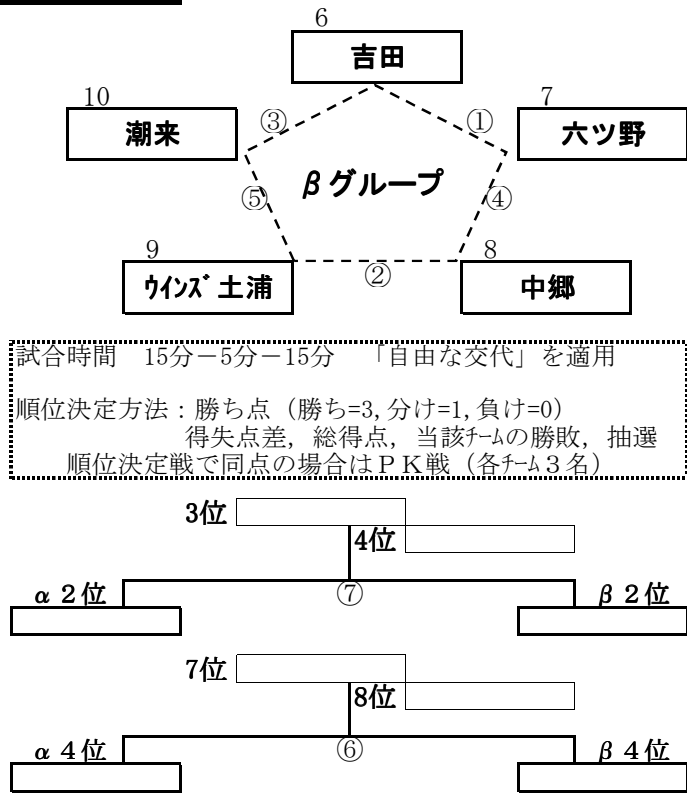 6
吉田
10
潮来
③
①
7
六ツ野
βグループ
⑤
④
9
ｳｲﾝｽﾞ土浦
②
8
中郷
試合時間　15分－5分－15分　「自由な交代」を適用
順位決定方法：勝ち点（勝ち=3,分け=1,負け=0）
得失点差，総得点，当該ﾁｰﾑの勝敗，抽選
順位決定戦で同点の場合はＰＫ戦（各ﾁｰﾑ３名）
3位
4位
α２位
⑦
β２位
7位
8位
α４位
⑥
β４位